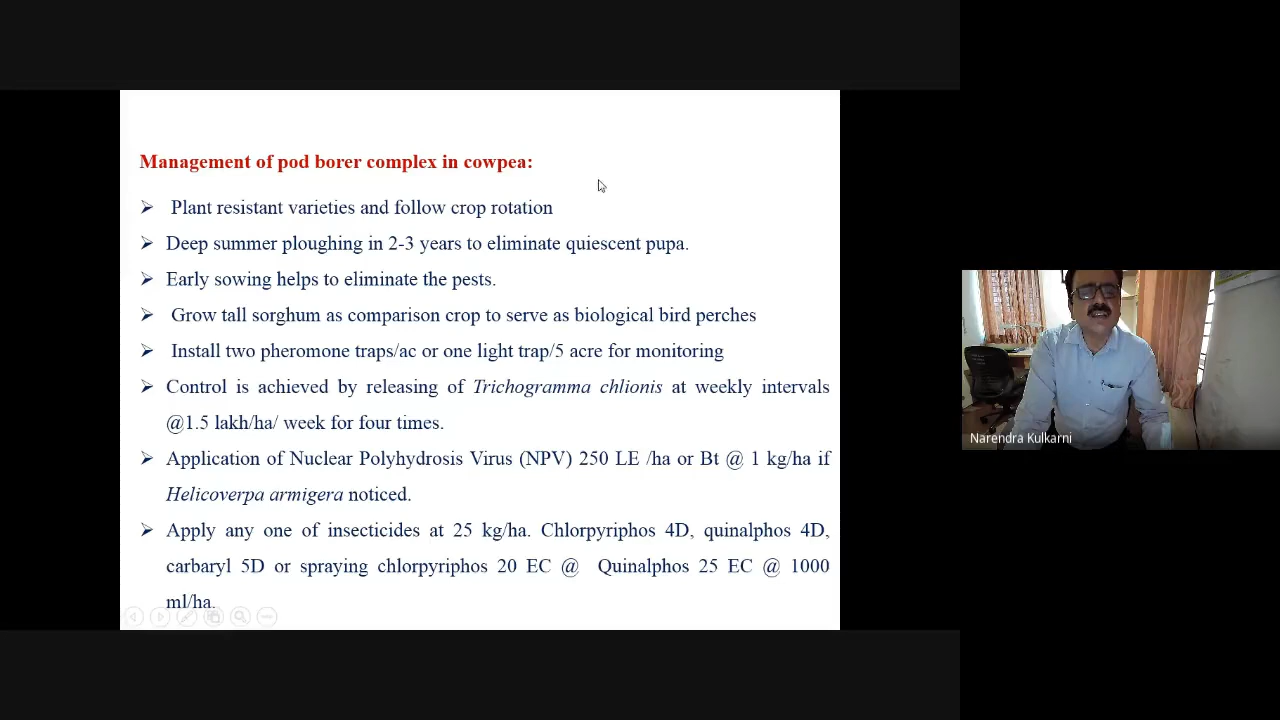 Management of pod borer complex in cowpea:
➢ Plant resistant varieties and follow crop rotation
➢ Deep summer ploughing in 2-3 years to eliminate quiescent pupa.
➢ Early sowing helps to eliminate the pests.
➢ Grow tall sorghum as comparison crop to serve as biological bird perches
➢ Install two pheromone traps/ac or one light trap/5 acre for monitoring
➢ Control is achieved by releasing of Trichogramma chlionis at weekly intervals
@1.5 lakh/ha/ week for four times.
➢ Application of Nuclear Polyhydrosis Virus (NPV) 250 LE /ha or Bt @ 1 kg/ha if
Helicoverpa armigera noticed.
➢ Apply any one of insecticides at 25 kg/ha. Chlorpyriphos 4D, quinalphos 4D,
carbaryl 5D or spraying chlorpyriphos 20 EC @ Quinalphos 25 EC @ 1000
ml/ha.
Narendra Kulkarni